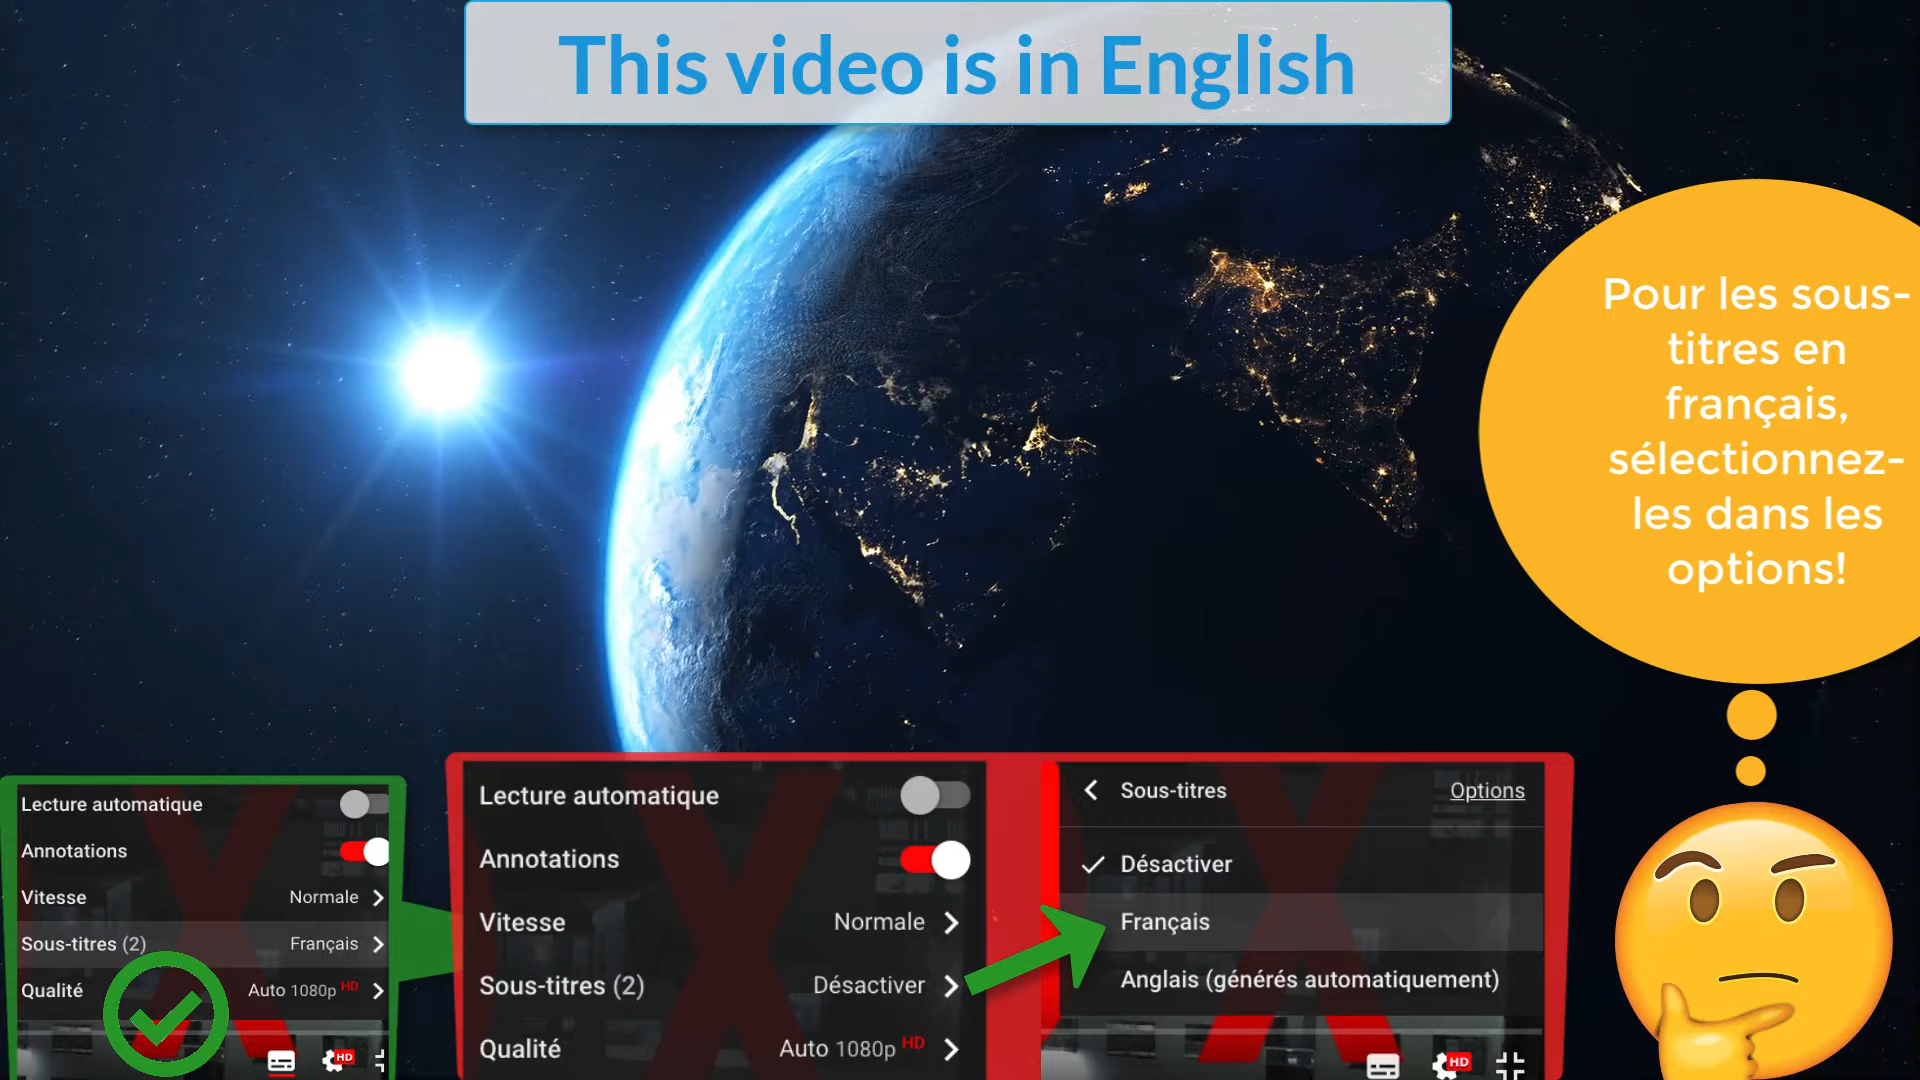 This video is in English
Pour les sous-
titres en
français,
sélectionnez-
les dans les
options!
Lecture automatique
Annotations
Vitesse Normale
Sous-titres (2) Français
Qualité Auto 1080p HD
HD
Lecture automatique
Annotations
Vitesse Normale
Sous-titres (2) Désactiver
Qualité Auto 1080p HD
Sous-titres Options
Désactiver
Français
Anglais (générés automatiquement)
HD